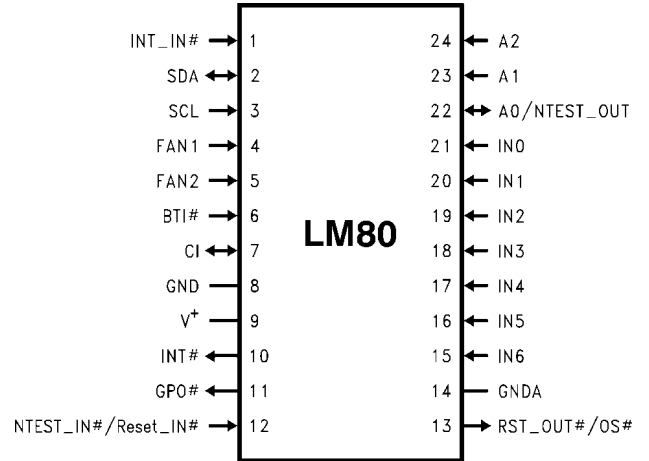 INT_IN# 1 24 A2
SDA 2 23 A1
SCL 3 22 A0/NTEST_OUT
FAN1 4 21 IN0
FAN2 5 20 IN1
BTI# 6 19 IN2
LM80
CI 7 18 IN3
GND 8 17 IN4
V+ 9 16 IN5
INT# 10 15 IN6
GPO# 11 14 GNDA
NTEST_IN#/Reset_IN# 12 13 RST_OUT#/OS#